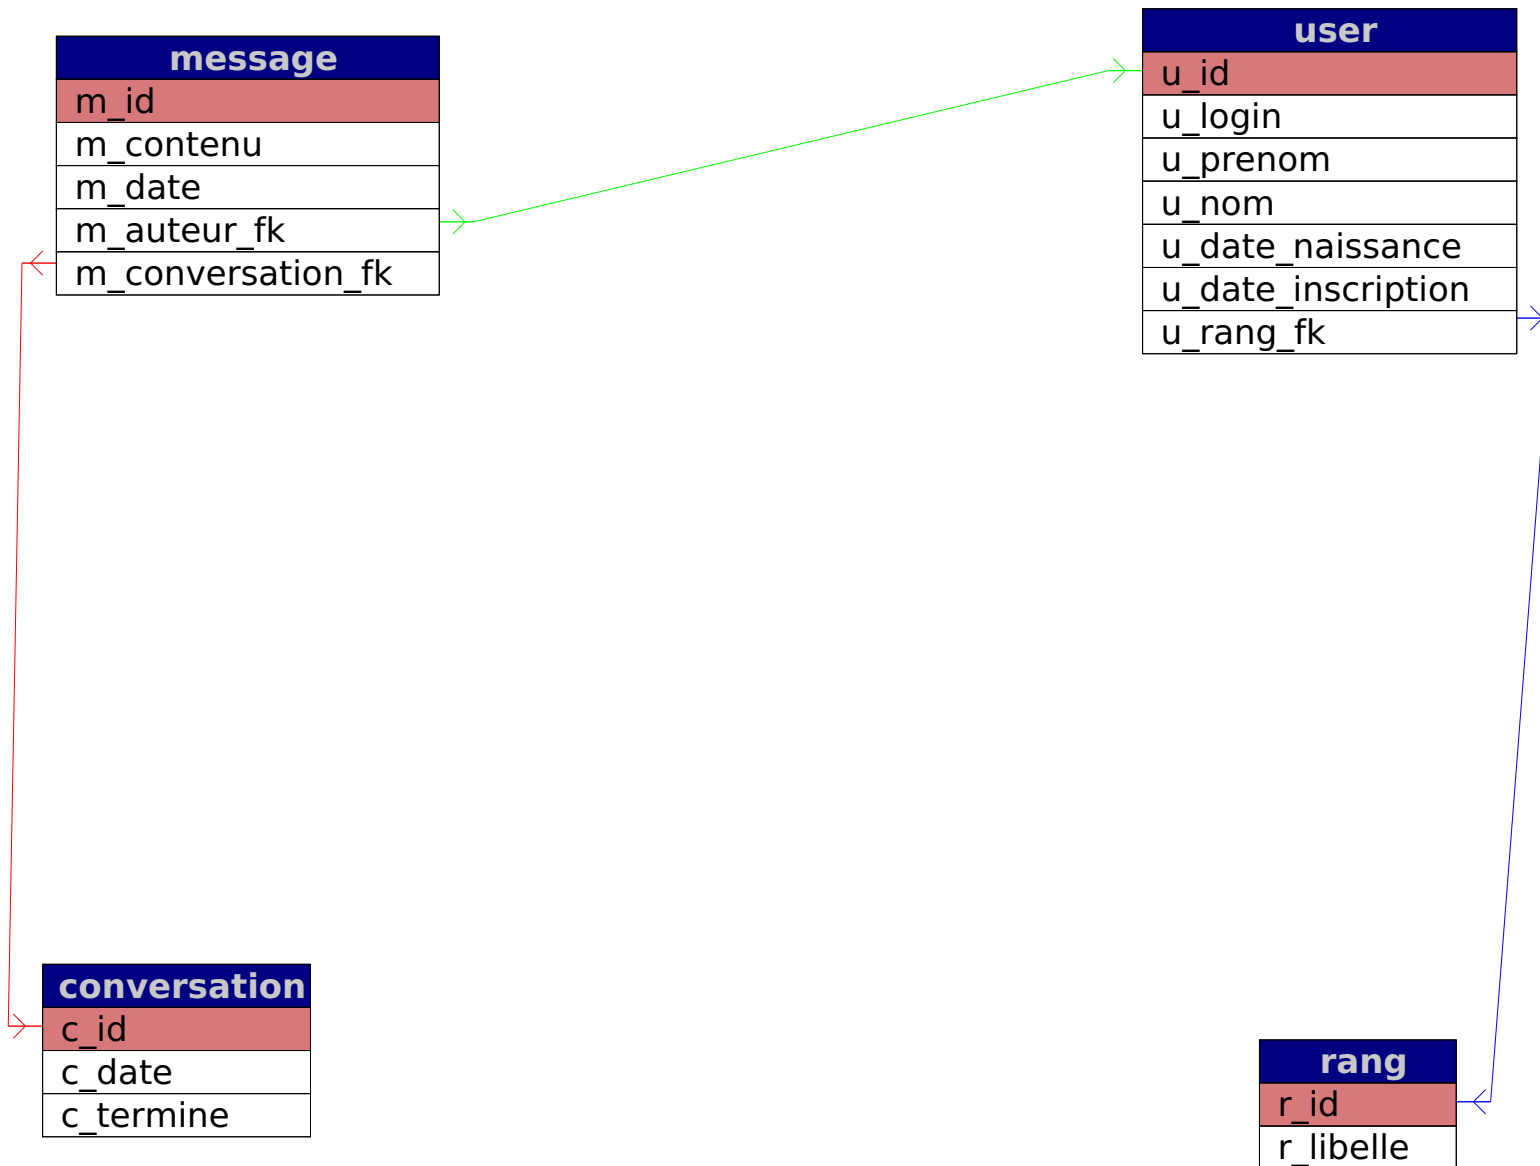 message
m_id
m_contenu
m_date
m_auteur_fk
m_conversation_fk
user
u_id
u_login
u_prenom
u_nom
u_date_naissance
u_date_inscription
u_rang_fk
conversation
c_id
c_date
c_termine
rang
r_id
r_libelle